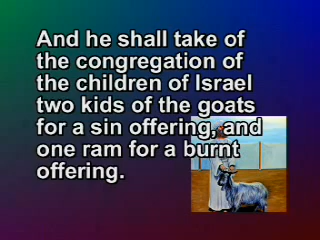 And he shall take of
the congregation of
the children of Israel
two kids of the goats
for a sin offering, and
one ram for a burnt
offering.